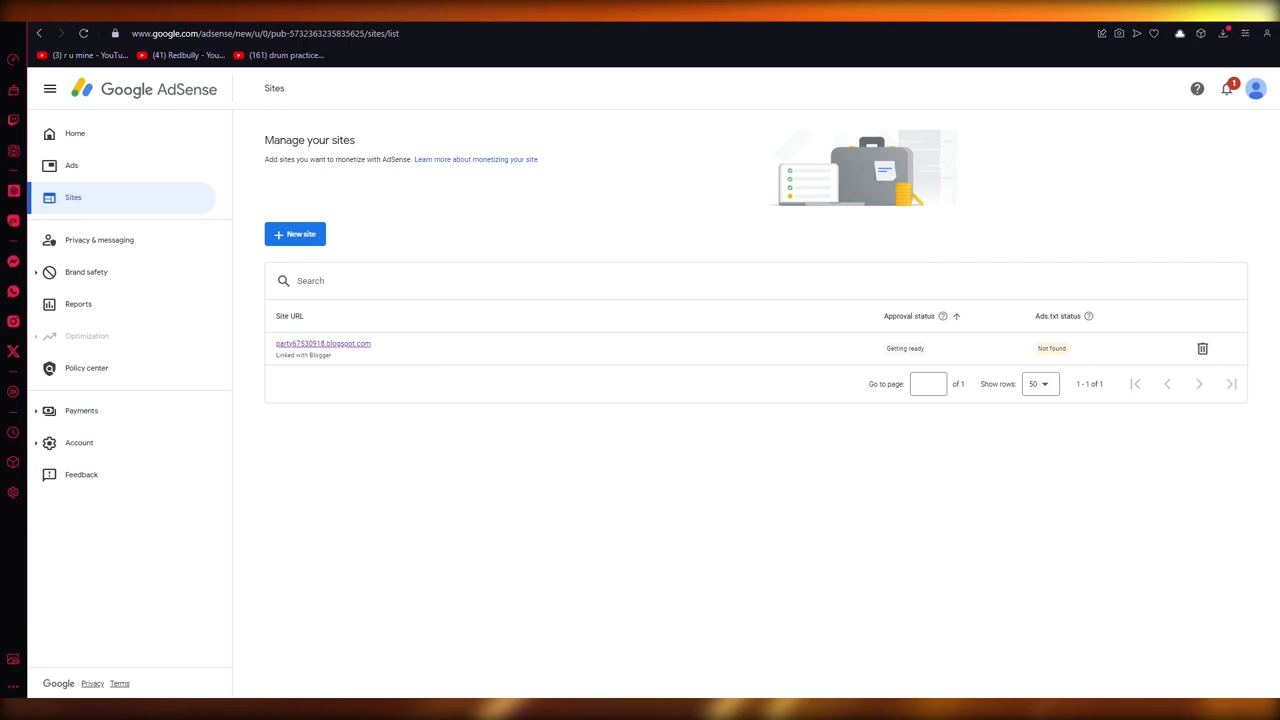 www.google.com/adsense/new/u/0/pub-5732363235835625/sites/list
(3) r u mine - YouTu...
(41) Redbully - You...
(161) drum practice...
Google AdSense
Sites
1
Home
Ads
Sites
Privacy & messaging
Brand safety
Reports
Optimization
Policy center
Payments
Account
Feedback
Google Privacy Terms
Manage your sites
Add sites you want to monetize with AdSense. Learn more about monetizing your site
New site
Search
Site URL
Approval status
Ads.txt status
party67530918.blogspot.com
Linked with Blogger
Getting ready
Not found
Go to page:
of 1
Show rows:
50
1 - 1 of 1